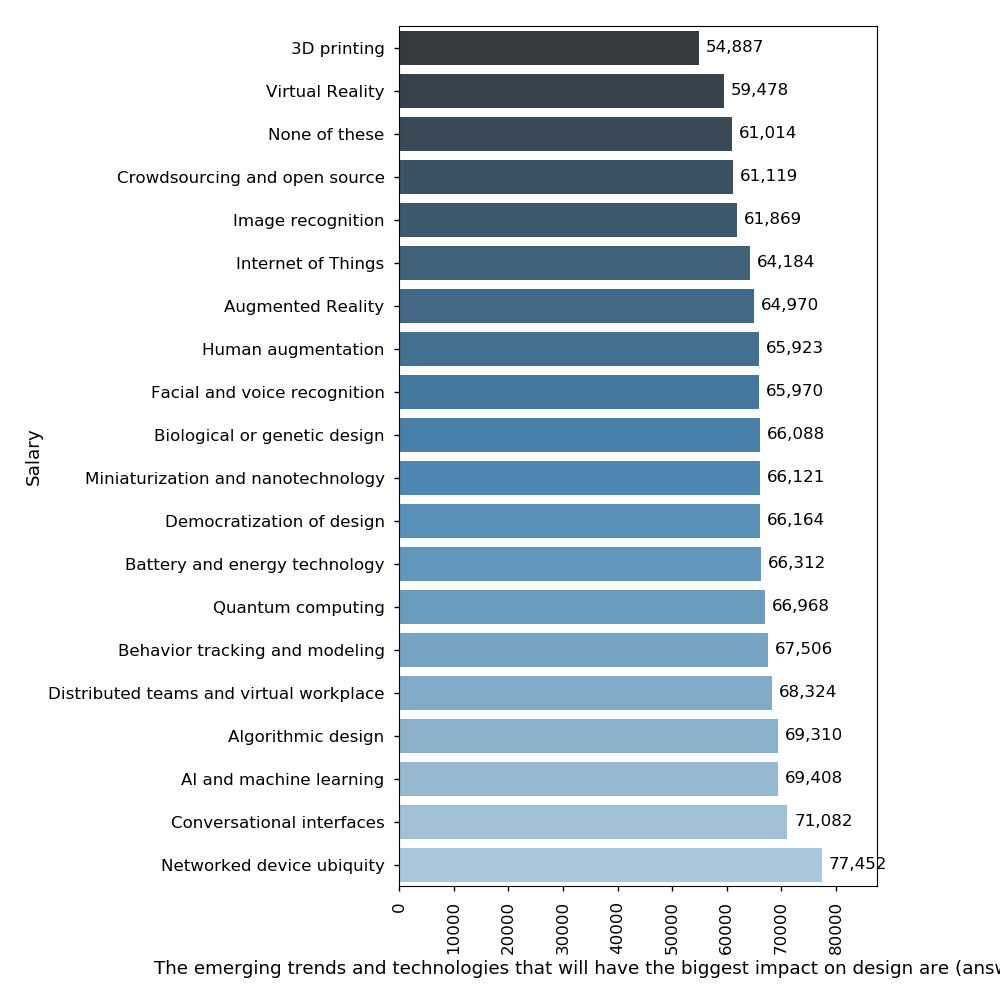 3D printing 54,887
Virtual Reality 59,478
None of these 61,014
Crowdsourcing and open source 61,119
Image recognition 61,869
Internet of Things 64,184
Augmented Reality 64,970
Human augmentation 65,923
Facial and voice recognition 65,970
Biological or genetic design 66,088
Salary
Miniaturization and nanotechnology 66,121
Democratization of design 66,164
Battery and energy technology 66,312
Quantum computing 66,968
Behavior tracking and modeling 67,506
Distributed teams and virtual workplace 68,324
Algorithmic design 69,310
AI and machine learning 69,408
Conversational interfaces 71,082
Networked device ubiquity 77,452
0 10000 20000 30000 40000 50000 60000 70000 80000
The emerging trends and technologies that will have the biggest impact on design are